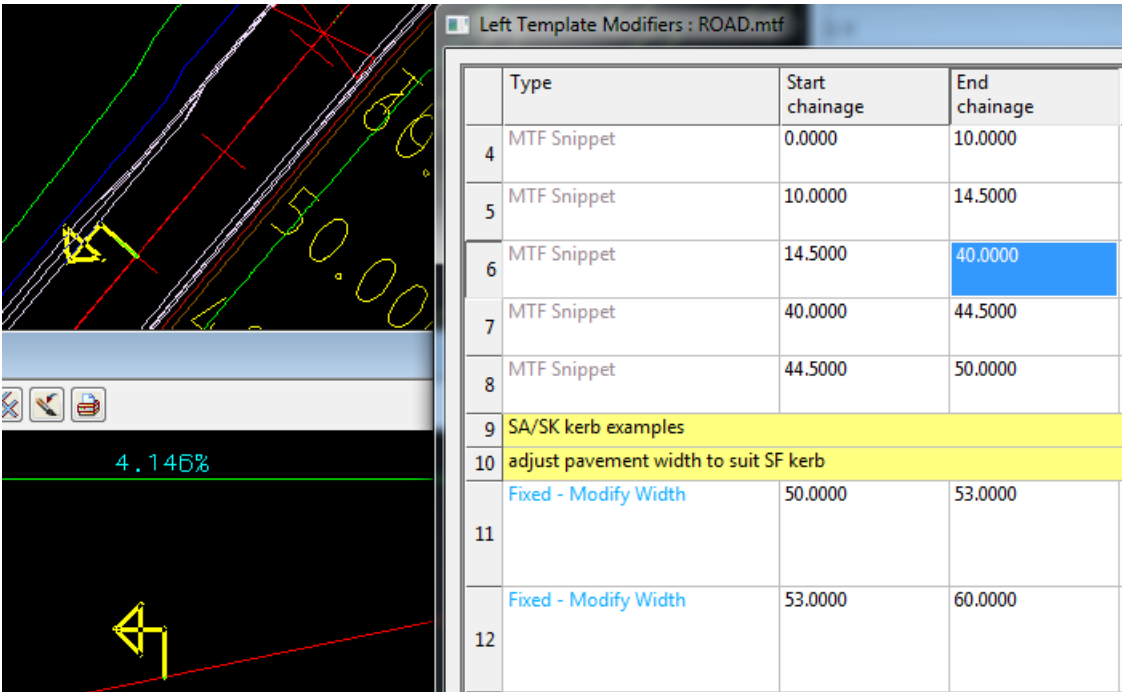 Left Template Modifiers : ROAD.mtf
Type
Start
chainage
End
chainage
4 MTF Snippet 0.0000 10.0000
5 MTF Snippet 10.0000 14.5000
6 MTF Snippet 14.5000 40.0000
7 MTF Snippet 40.0000 44.5000
8 MTF Snippet 44.5000 50.0000
9 SA/SK kerb examples
10 adjust pavement width to suit SF kerb
11 Fixed - Modify Width 50.0000 53.0000
12 Fixed - Modify Width 53.0000 60.0000
50.00
4.146%